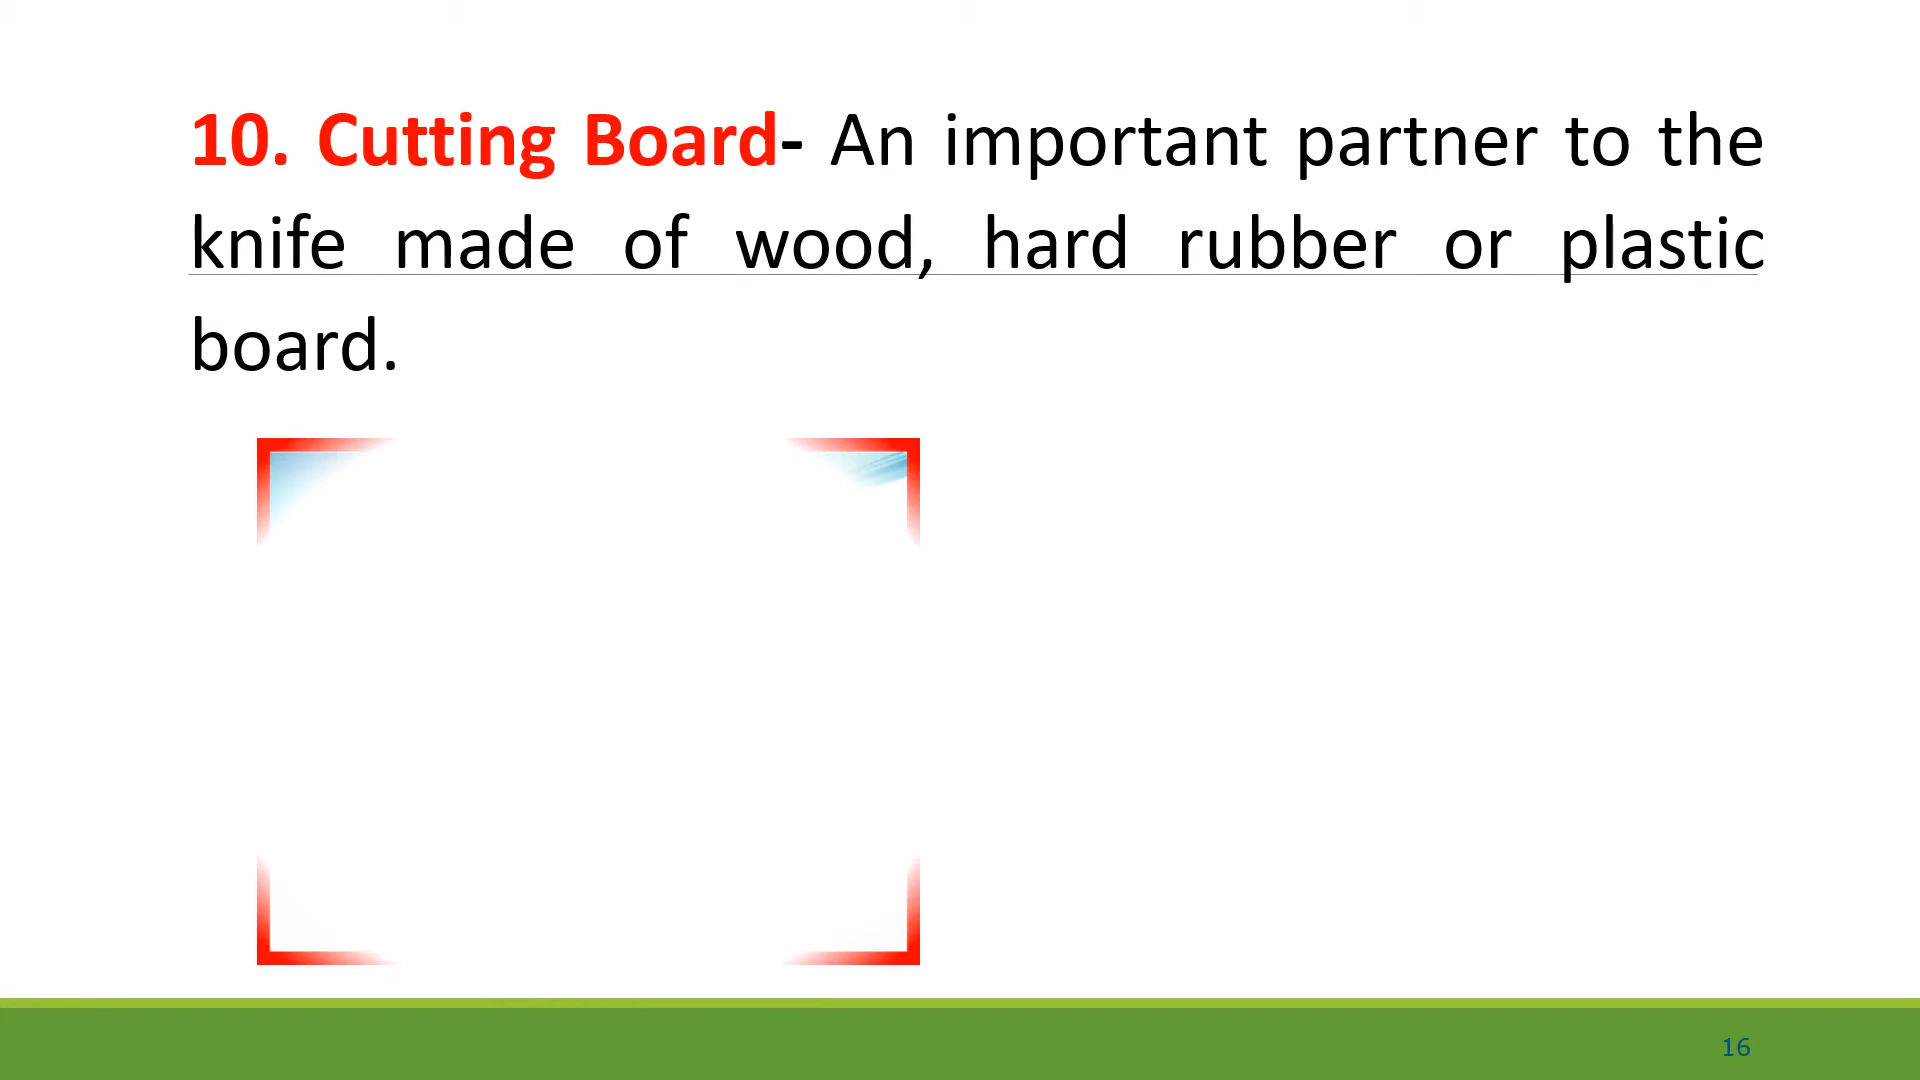 10. Cutting Board- An important partner to the
knife made of wood, hard rubber or plastic
board.
16